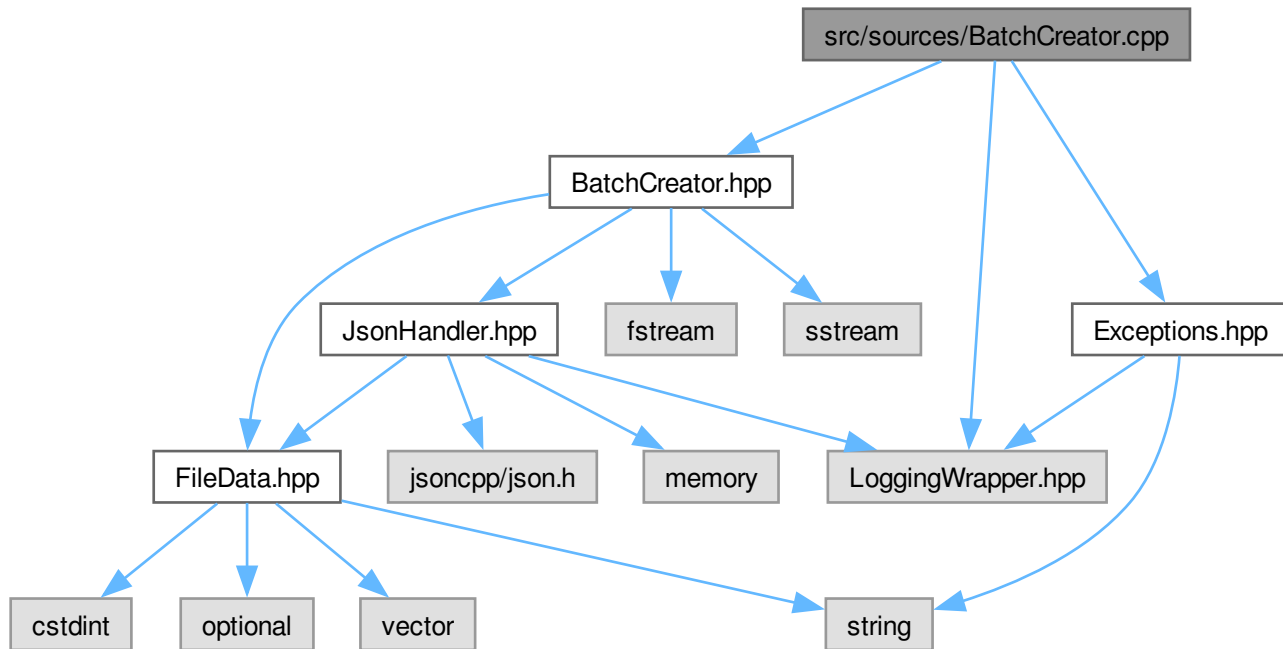 src/sources/BatchCreator.cpp
BatchCreator.hpp
JsonHandler.hpp
fstream
sstream
Exceptions.hpp
FileData.hpp
jsoncpp/json.h
memory
LoggingWrapper.hpp
cstdint
optional
vector
string